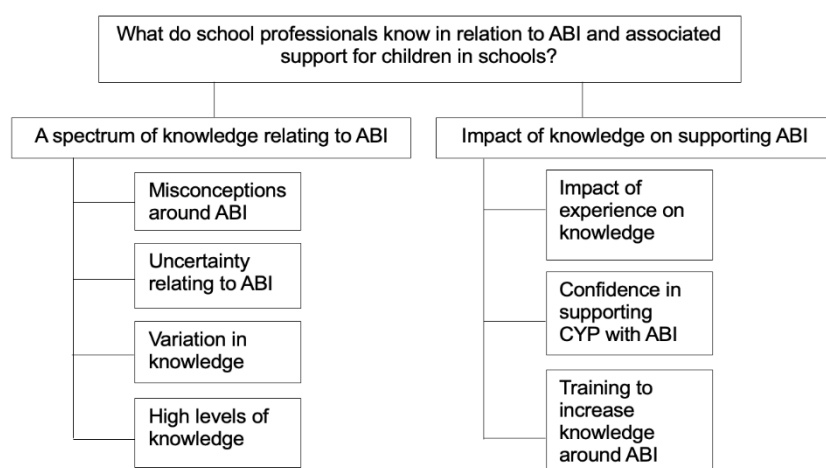 What do school professionals know in relation to ABI and associated
support for children in schools?
A spectrum of knowledge relating to ABI
Misconceptions
around ABI
Uncertainty
relating to ABI
Variation in
knowledge
High levels of
knowledge
Impact of knowledge on supporting ABI
Impact of
experience on
knowledge
Confidence in
supporting
CYP with ABI
Training to
increase
knowledge
around ABI